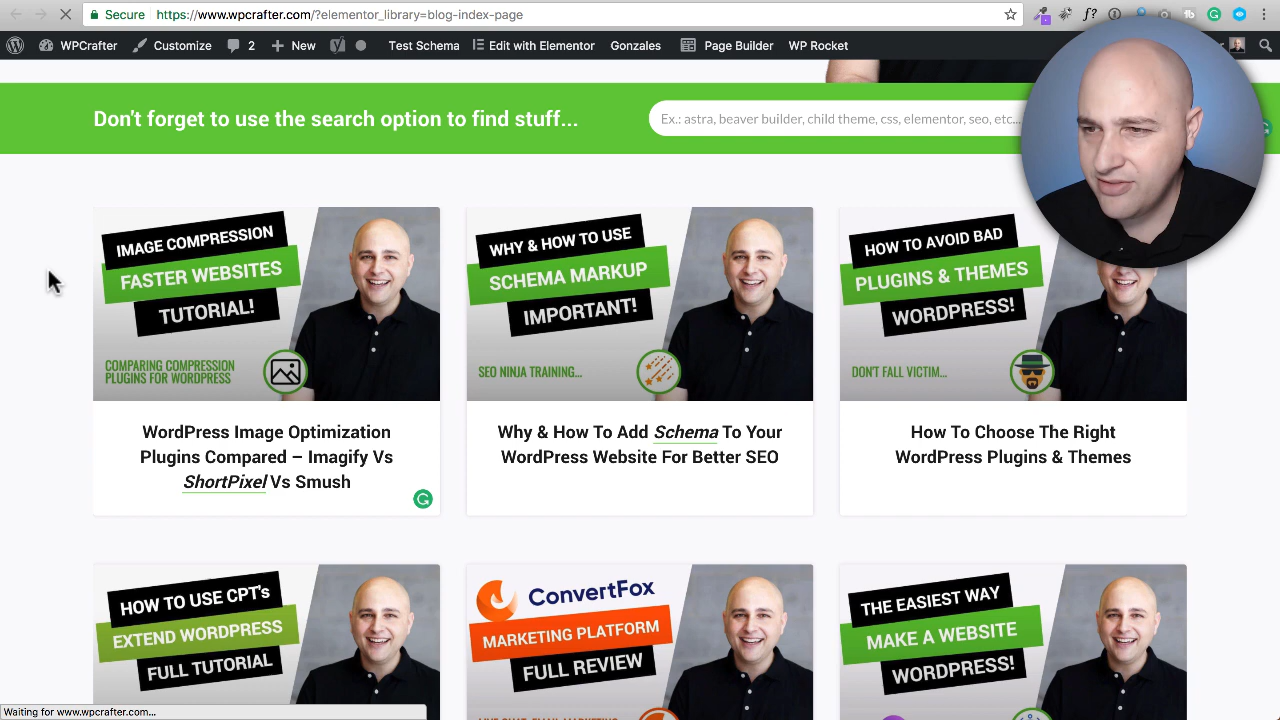 Secure
https://www.wpcrafter.com/?elementor_library=blog-index-page
WPCrafter
Customize
2
New
Test Schema
Edit with Elementor
Gonzales
Page Builder
WP Rocket
Don't forget to use the search option to find stuff...
Ex.: astra, beaver builder, child theme, css, elementor, seo, etc...
IMAGE COMPRESSION
FASTER WEBSITES
TUTORIAL!
COMPARING COMPRESSION
PLUGINS FOR WORDPRESS
WordPress Image Optimization
Plugins Compared – Imagify Vs
ShortPixel Vs Smush
WHY & HOW TO USE
SCHEMA MARKUP
IMPORTANT!
SEO NINJA TRAINING...
Why & How To Add Schema To Your
WordPress Website For Better SEO
HOW TO AVOID BAD
PLUGINS & THEMES
WORDPRESS!
DON'T FALL VICTIM...
How To Choose The Right
WordPress Plugins & Themes
HOW TO USE CPT's
EXTEND WORDPRESS
FULL TUTORIAL
ConvertFox
MARKETING PLATFORM
FULL REVIEW
THE EASIEST WAY
MAKE A WEBSITE
WORDPRESS!
Waiting for www.wpcrafter.com...